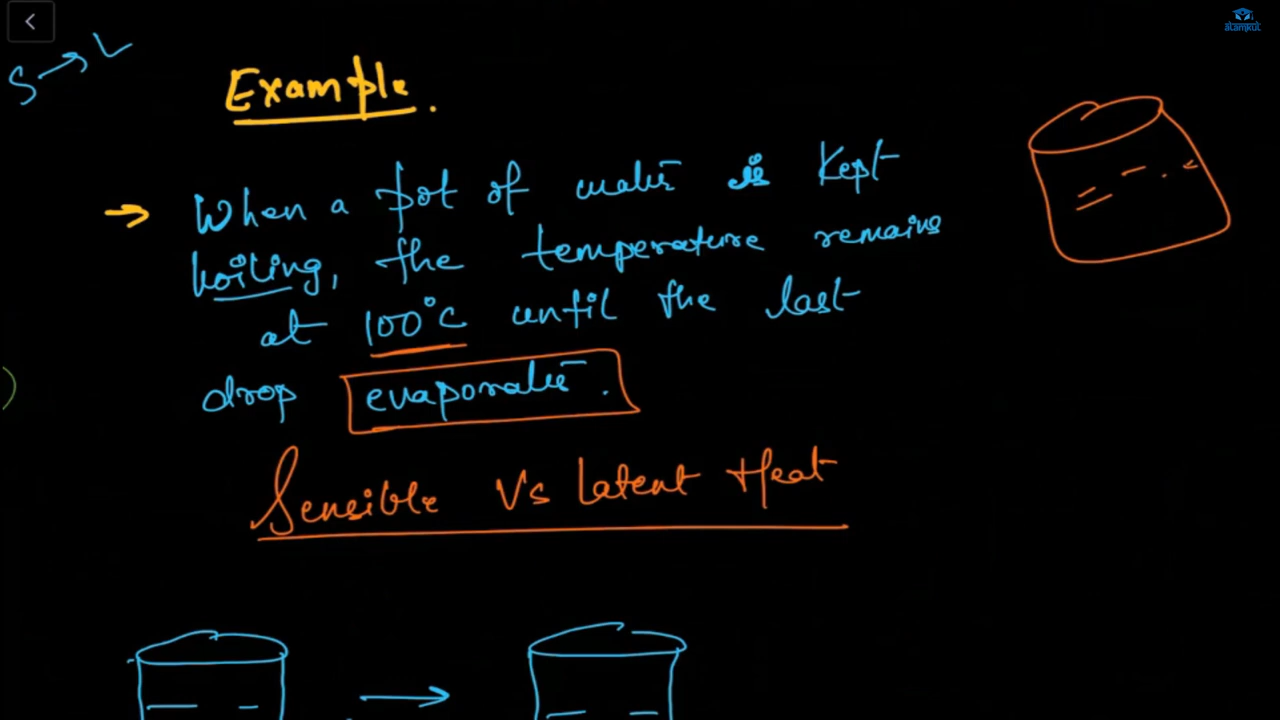 S → L
Example.
→ When a pot of water is kept
boiling, the temperature remains
at 100°C until the last
drop evaporates.
Sensible Vs Latent Heat